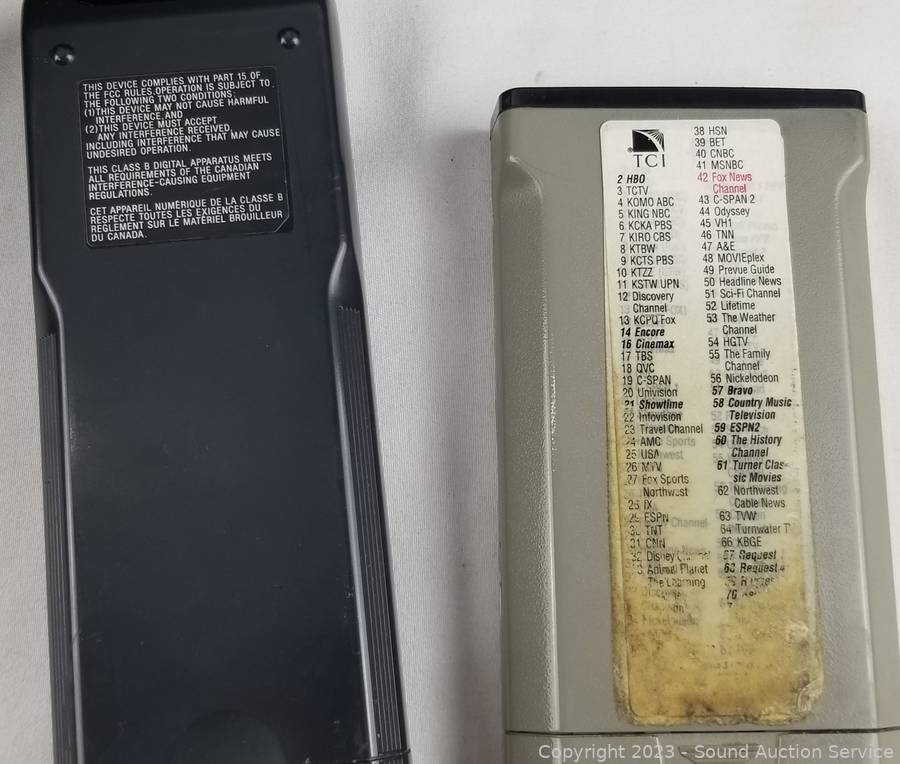 THIS DEVICE COMPLIES WITH PART 15 OF
THE FCC RULES.OPERATION IS SUBJECT TO
THE FOLLOWING TWO CONDITIONS:
(1)THIS DEVICE MAY NOT CAUSE HARMFUL
INTERFERENCE,AND
(2)THIS DEVICE MUST ACCEPT
ANY INTERFERENCE RECEIVED,
INCLUDING INTERFERENCE THAT MAY CAUSE
UNDESIRED OPERATION.
THIS CLASS B DIGITAL APPARATUS MEETS
ALL REQUIREMENTS OF THE CANADIAN
INTERFERENCE-CAUSING EQUIPMENT
REGULATIONS.
CET APPAREIL NUMÉRIQUE DE LA CLASSE B
RESPECTE TOUTES LES EXIGENCES DU
RÈGLEMENT SUR LE MATÉRIEL BROUILLEUR
DU CANADA.
TCI
2 HBO
3 TCTV
4 KOMO ABC
5 KING NBC
6 KCKA PBS
7 KIRO CBS
8 KTBW
9 KCTS PBS
10 KTZZ
11 KSTW UPN
12 Discovery
Channel
13 KCPQ Fox
14 Encore
16 Cinemax
17 TBS
18 QVC
19 C-SPAN
20 Univision
21 Showtime
22 Infovision
23 Travel Channel
24 AMC
25 USA
26 MTV
27 Fox Sports
Northwest
FX
ESPN
TNT
CNN
Disney
Animal Planet
The Learning
38 HSN
39 BET
40 CNBC
41 MSNBC
42 Fox News
Channel
43 C-SPAN 2
44 Odyssey
45 VH1
46 TNN
47 A&E
48 MOVIEplex
49 Prevue Guide
50 Headline News
51 Sci-Fi Channel
52 Lifetime
53 The Weather
Channel
54 HGTV
55 The Family
Channel
56 Nickelodeon
57 Bravo
58 Country Music
Television
59 ESPN2
60 The History
Channel
61 Turner Clas-
sic Movies
62 Northwest
Cable News
63 TVW
64 Tumwater TV
66 KBGE
67 Request
68 Request
Copyright 2023 - Sound Auction Service